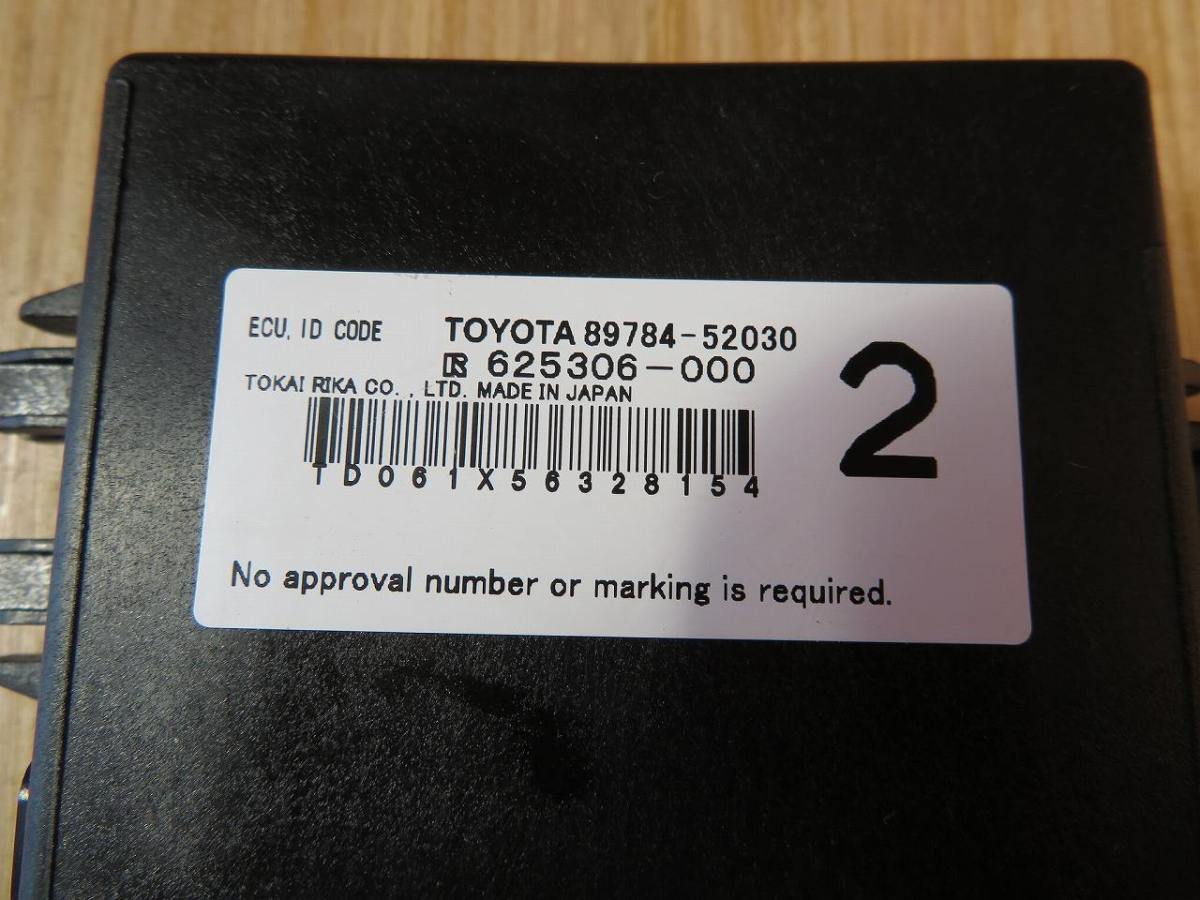 ECU, ID CODE TOYOTA 89784-52030
625306-000
TOKAI RIKA CO., LTD. MADE IN JAPAN
2
TD061X56328154
No approval number or marking is required.